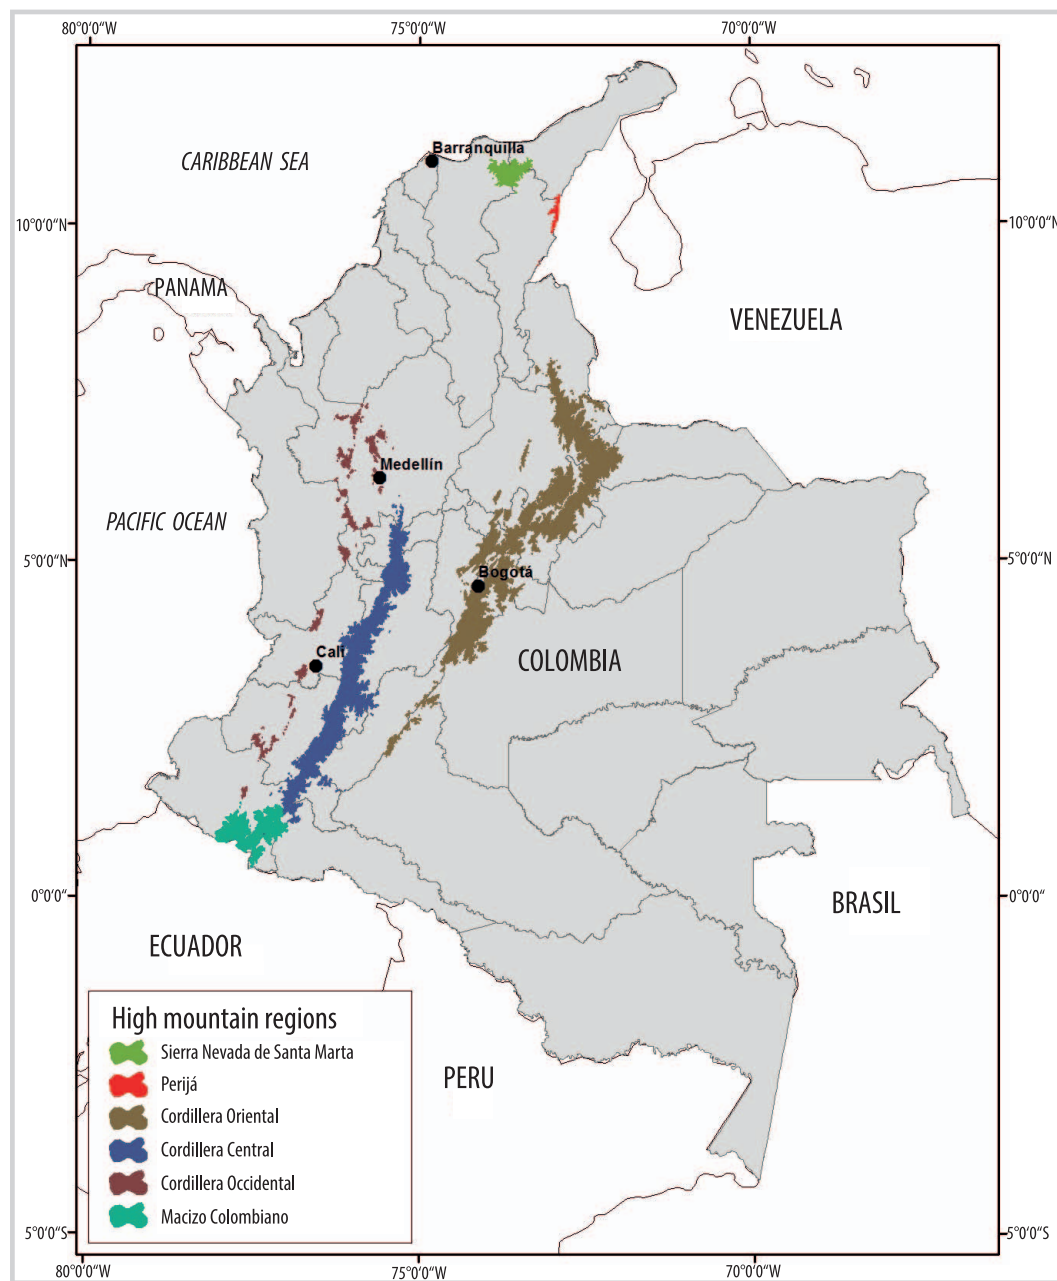 80°0'0"W 75°0'0"W 70°0'0"W
Barranquilla
CARIBBEAN SEA
10°0'0"N 10°0'0"N
PANAMA
VENEZUELA
Medellín
PACIFIC OCEAN
5°0'0"N 5°0'0"N
Bogotá
Cali
COLOMBIA
0°0'0" 0°0'0"
BRASIL
ECUADOR
High mountain regions
Sierra Nevada de Santa Marta
PERU
Perijá
Cordillera Oriental
Cordillera Central
Cordillera Occidental
Macizo Colombiano
5°0'0"S 5°0'0"S
80°0'0"W 75°0'0"W 70°0'0"W